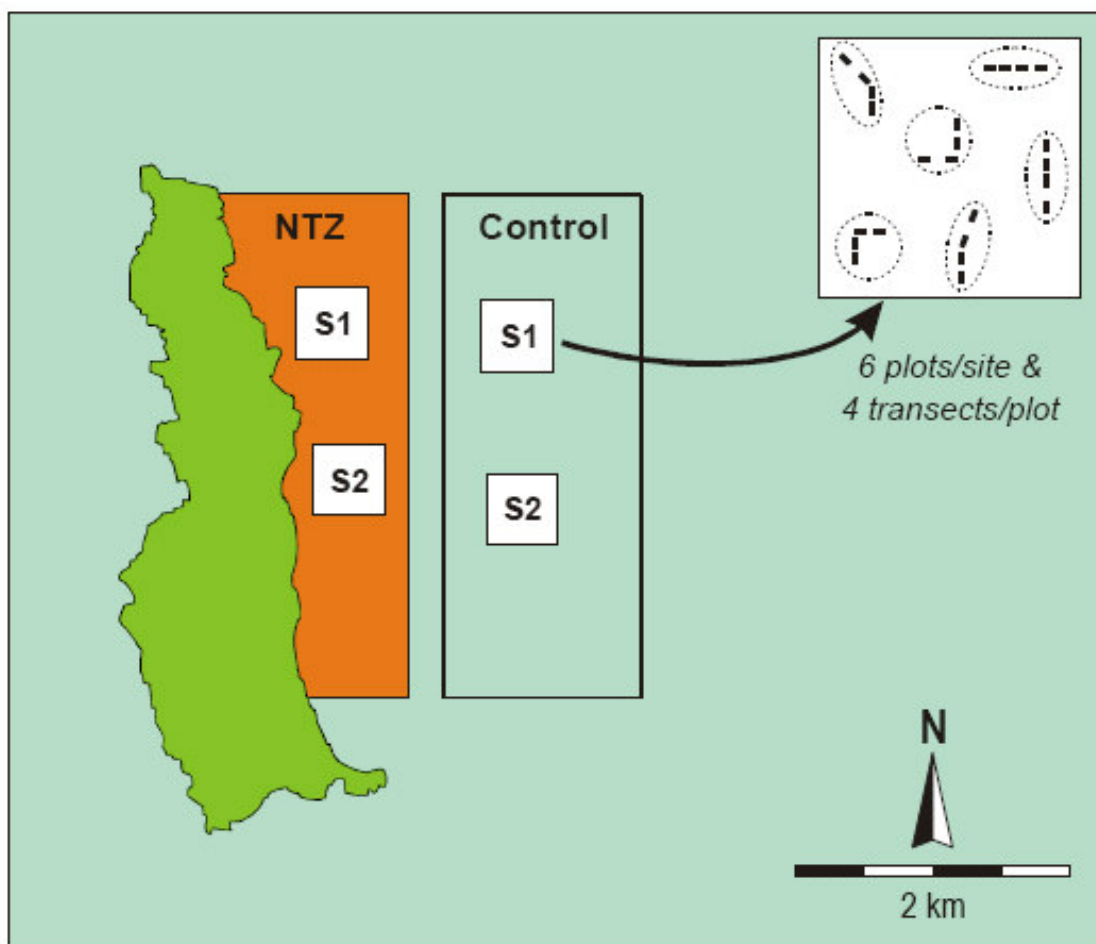 NTZ
Control
S1
S1
6 plots/site &
4 transects/plot
S2
S2
N
2 km